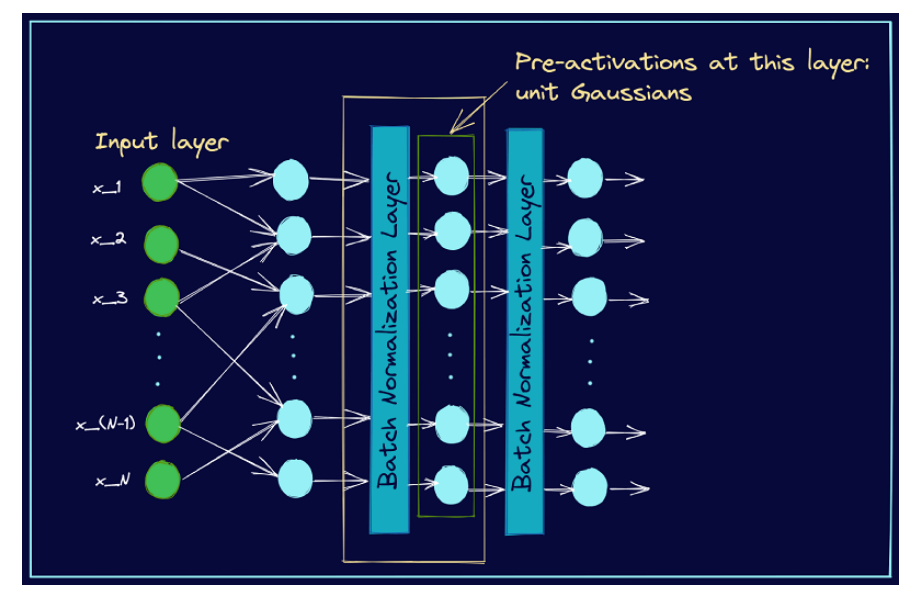 Pre-activations at this layer:
unit Gaussians
Input layer
x_1
x_2
x_3
x_(N-1)
x_N
Batch Normalization Layer
Batch Normalization Layer